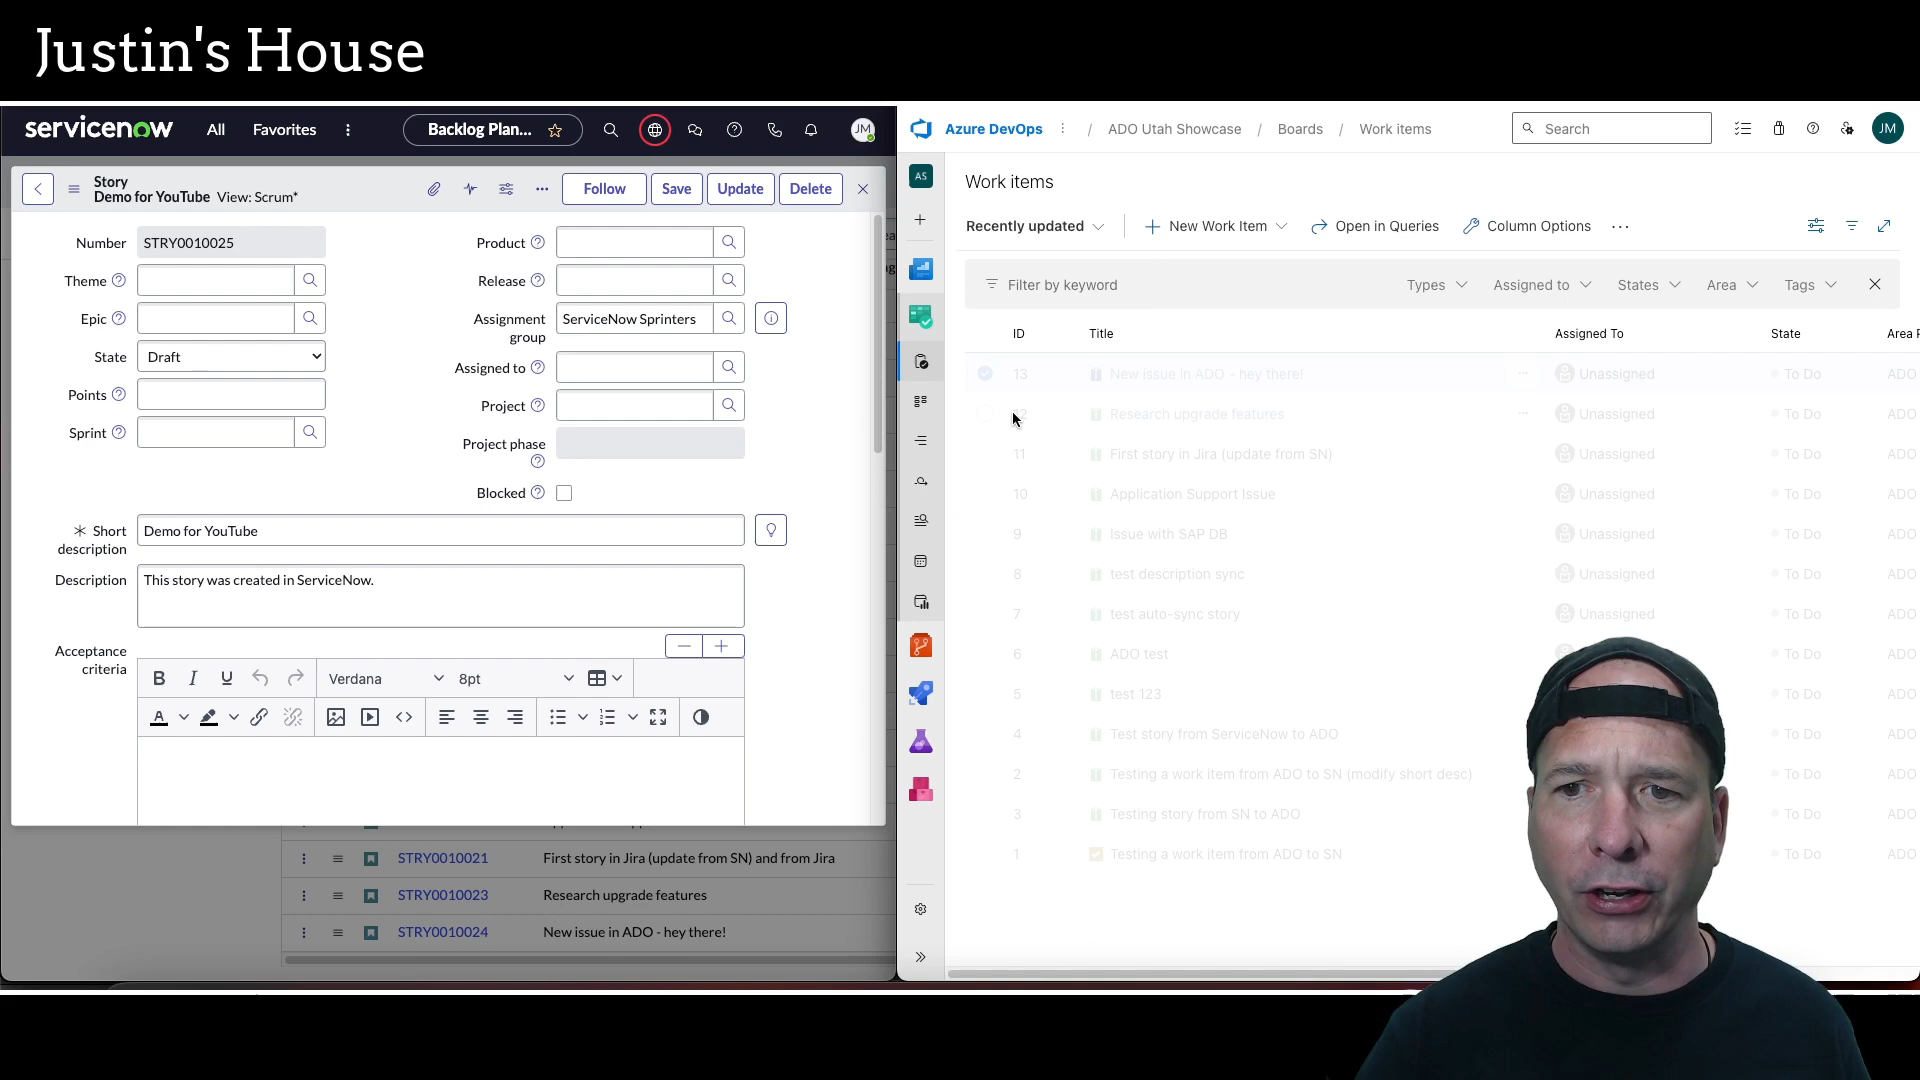 Justin's House
servicenow All Favorites Backlog Plan... JM
Story
Demo for YouTube View: Scrum*
Follow Save Update Delete
Number STRY0010025
Theme
Epic
State Draft
Points
Sprint
Product
Release
Assignment group ServiceNow Sprinters
Assigned to
Project
Project phase
Blocked
Short description Demo for YouTube
Description This story was created in ServiceNow.
Acceptance criteria
B I U Verdana 8pt
A
STRY0010021 First story in Jira (update from SN) and from Jira
STRY0010023 Research upgrade features
STRY0010024 New issue in ADO - hey there!
Azure DevOps / ADO Utah Showcase / Boards / Work items Search JM
AS
Work items
Recently updated New Work Item Open in Queries Column Options
Filter by keyword Types Assigned to States Area Tags
ID Title Assigned To State Area
13 New issue in ADO - hey there! Unassigned To Do ADO
Research upgrade features Unassigned To Do ADO
11 First story in Jira (update from SN) Unassigned To Do ADO
10 Application Support Issue Unassigned To Do ADO
9 Issue with SAP DB Unassigned To Do ADO
8 test description sync Unassigned To Do ADO
7 test auto-sync story Unassigned To Do ADO
6 ADO test To Do ADO
5 test 123 To Do ADO
4 Test story from ServiceNow to ADO To Do ADO
2 Testing a work item from ADO to SN (modify short desc) To Do ADO
3 Testing story from SN to ADO To Do ADO
1 Testing a work item from ADO to SN To Do ADO